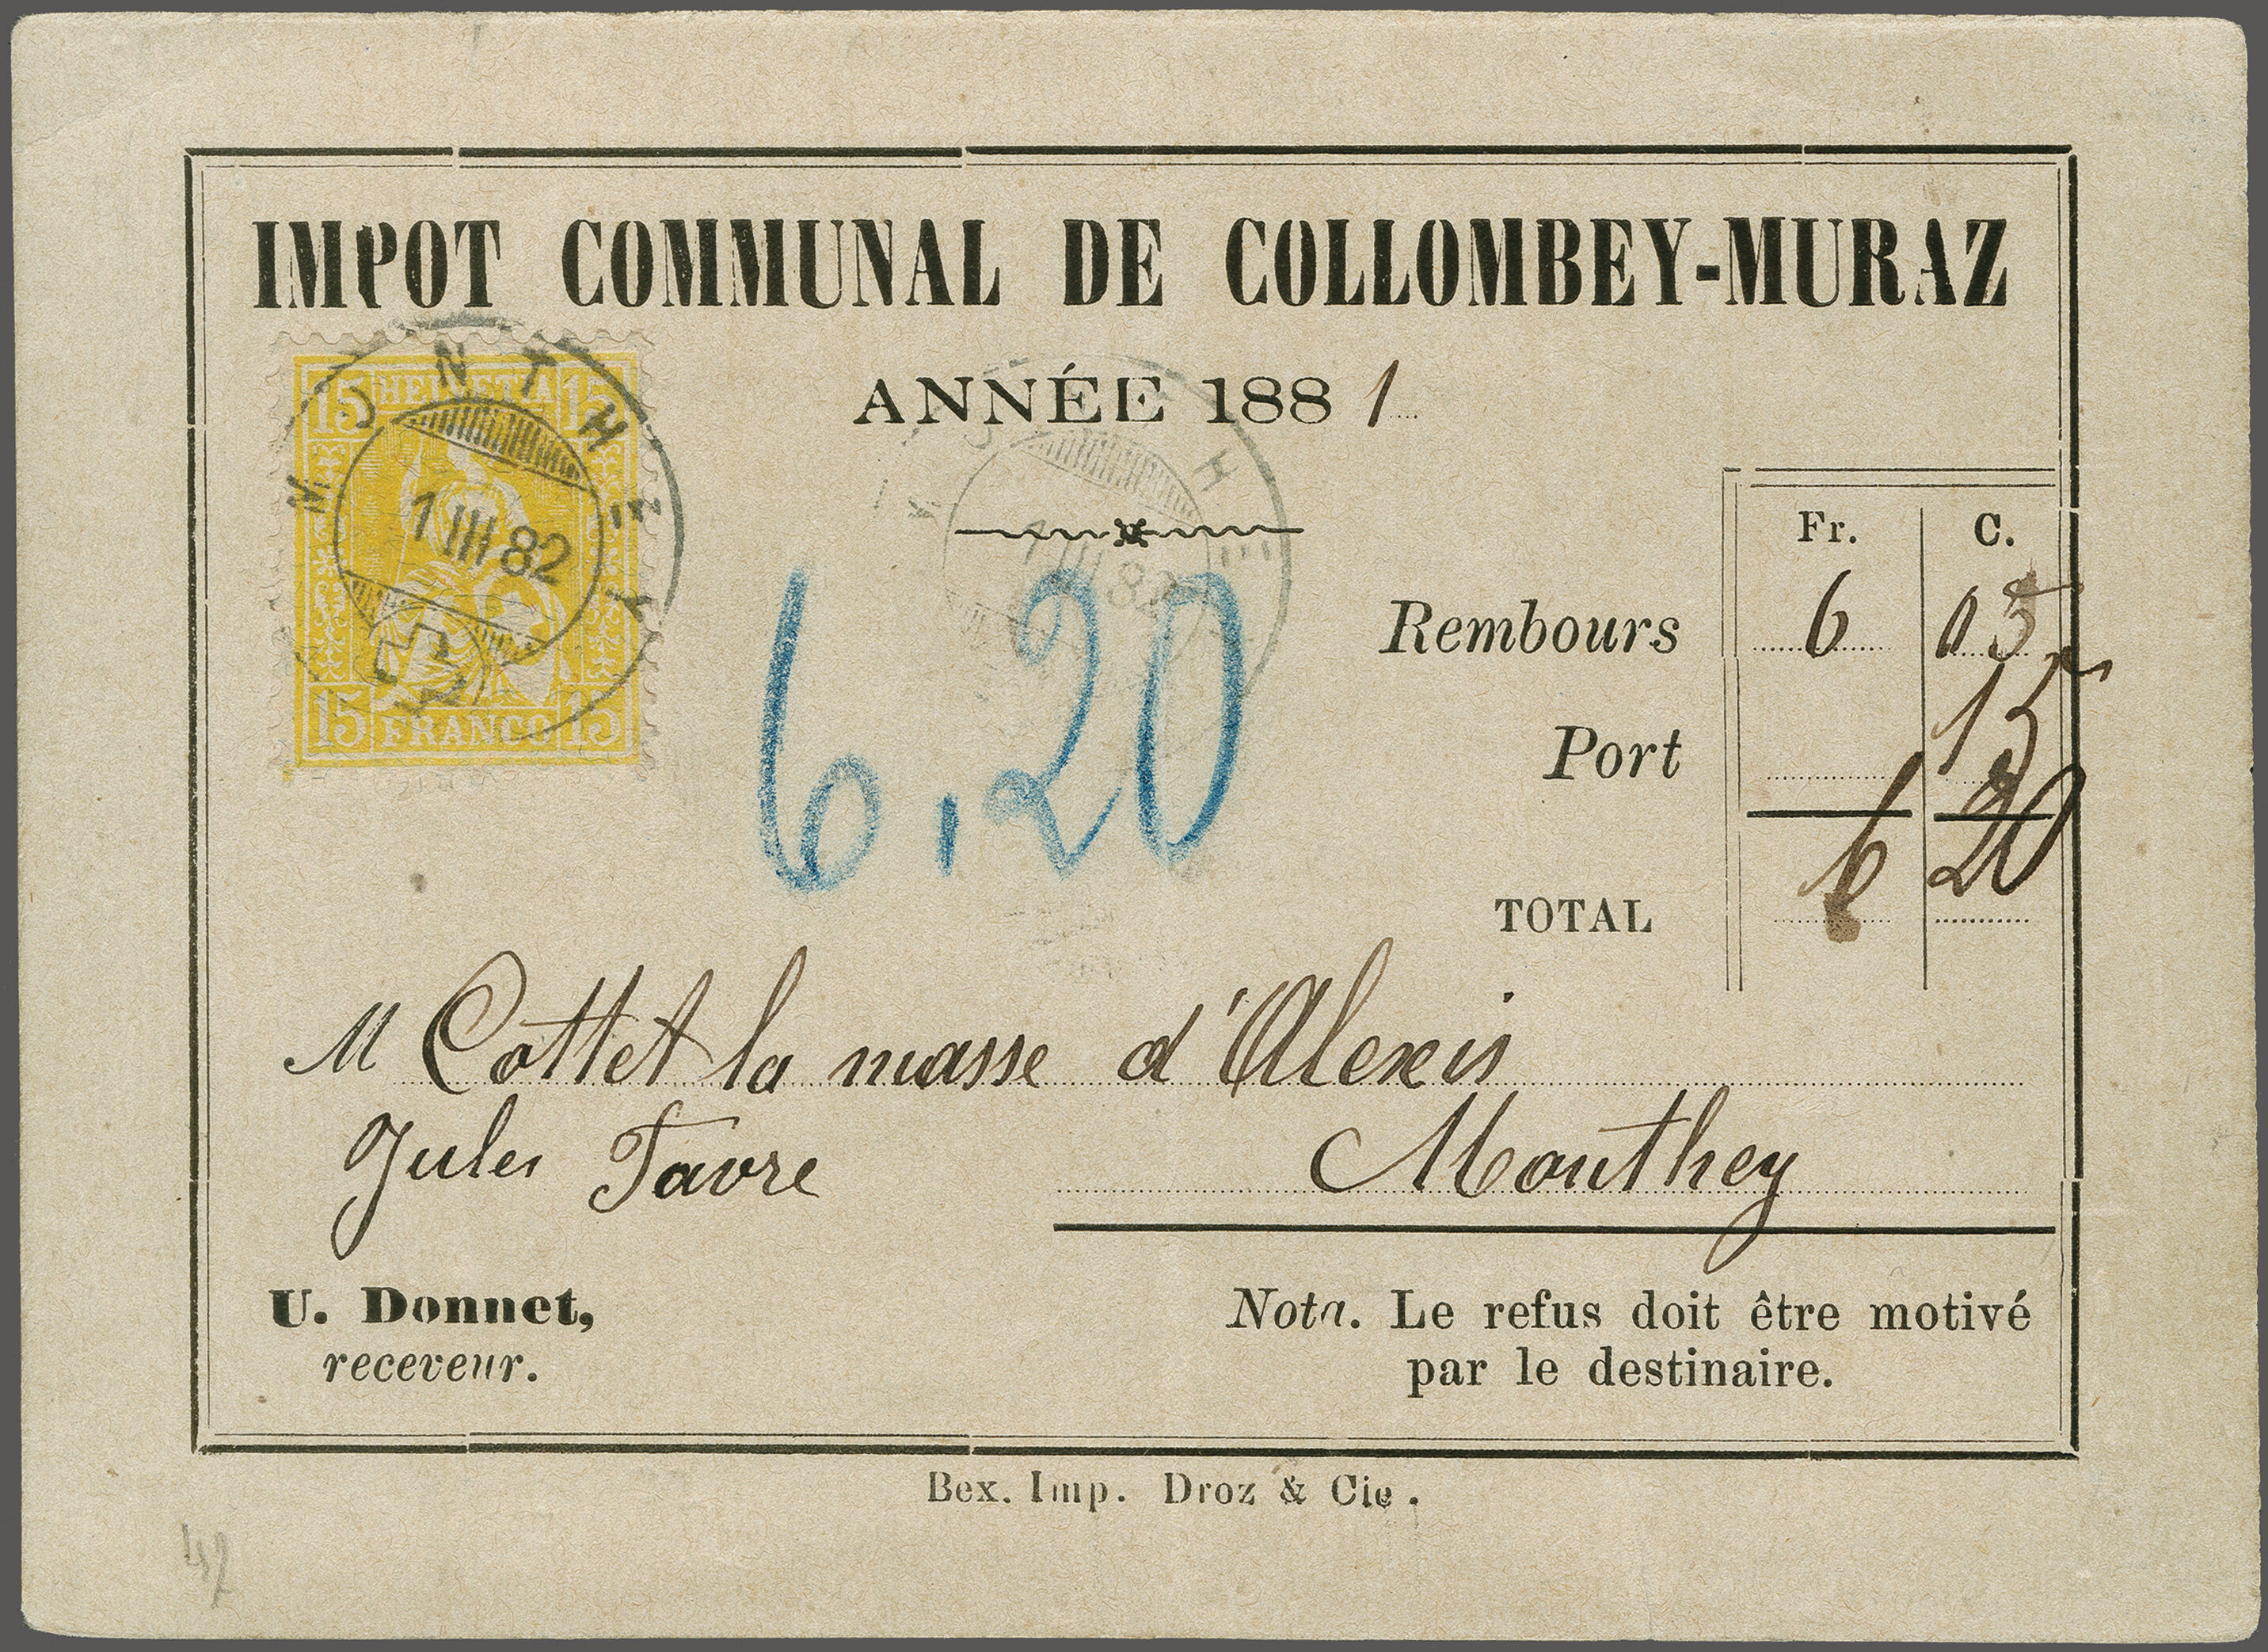 IMPOT COMMUNAL DE COLLOMBEY-MURAZ
ANNÉE 1881
15 HELVETIA 15
MONTHEY
1 III 82
15 FRANCO 15
6.20
Fr. C.
Rembours 6 05
Port 15
TOTAL 6 20
M Cottet la masse d'Alexis
Jules Favre Monthey
U. Donnet,
receveur.
Nota. Le refus doit être motivé
par le destinaire.
Bex. Imp. Droz & Cie.
42